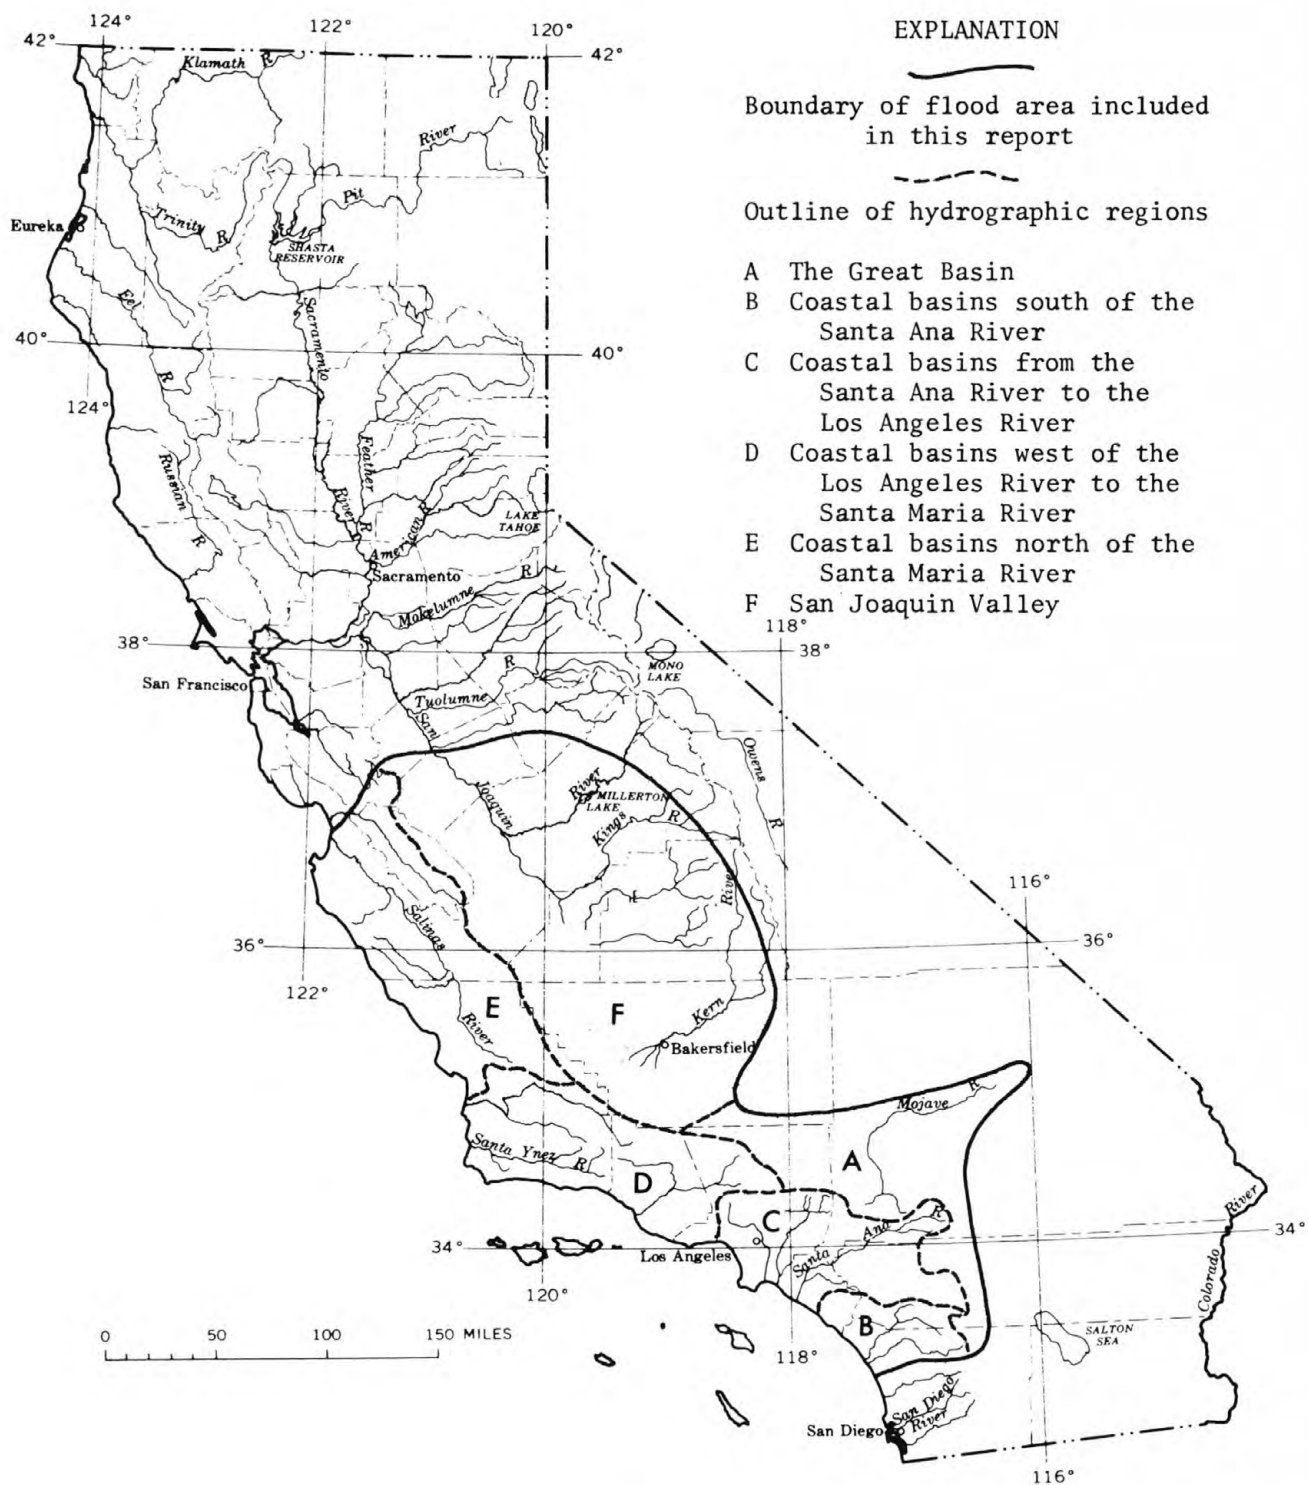 EXPLANATION
Boundary of flood area included
in this report
Outline of hydrographic regions
A The Great Basin
B Coastal basins south of the
Santa Ana River
C Coastal basins from the
Santa Ana River to the
Los Angeles River
D Coastal basins west of the
Los Angeles River to the
Santa Maria River
E Coastal basins north of the
Santa Maria River
F San Joaquin Valley
124°
122°
120°
42°
42°
Klamath R
River
Pit
Eureka
Trinity R
SHASTA
RESERVOIR
Eel R
Sacramento River
40°
40°
124°
Feather R
Russian R
LAKE
TAHOE
American R
Sacramento
Mokelumne R
118°
38°
38°
MONO
LAKE
San Francisco
Tuolumne R
San Joaquin River
Owens R
MILLERTON
LAKE
Kings R
116°
River
Salinas River
36°
36°
122°
E
F
Kern
Bakersfield
Mojave R
Santa Ynez R
D
A
C
Santa Ana R
River
Colorado
34°
34°
Los Angeles
120°
B
SALTON
SEA
118°
0 50 100 150 MILES
San Diego
River
San Diego
116°